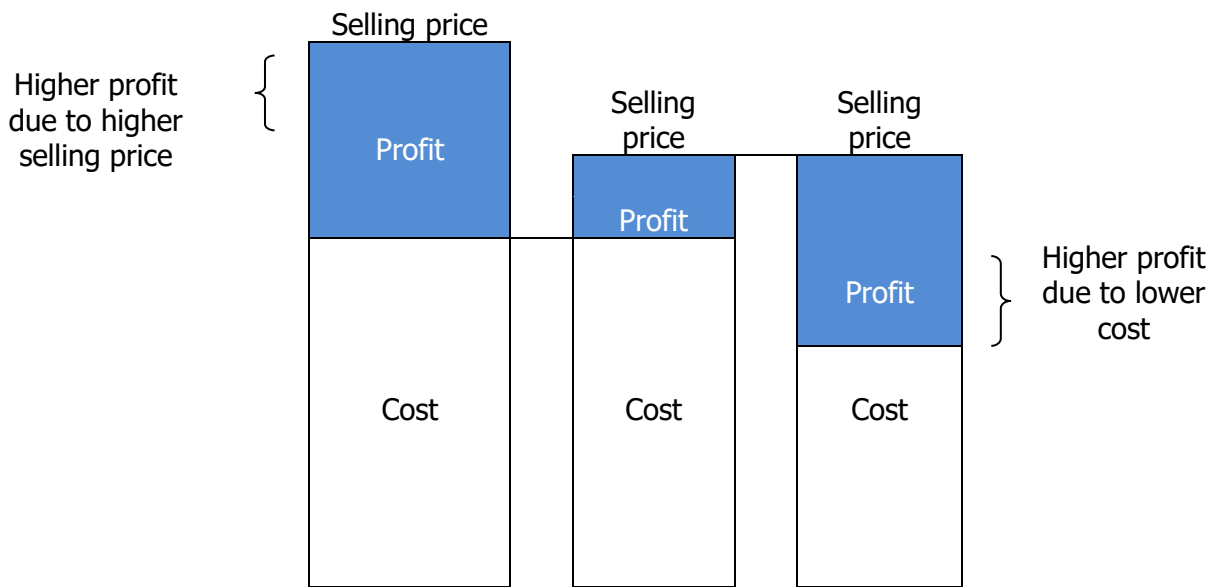 Selling price
Higher profit
due to higher
selling price
Profit
Selling
price
Selling
price
Profit
Profit
Higher profit
due to lower
cost
Cost
Cost
Cost